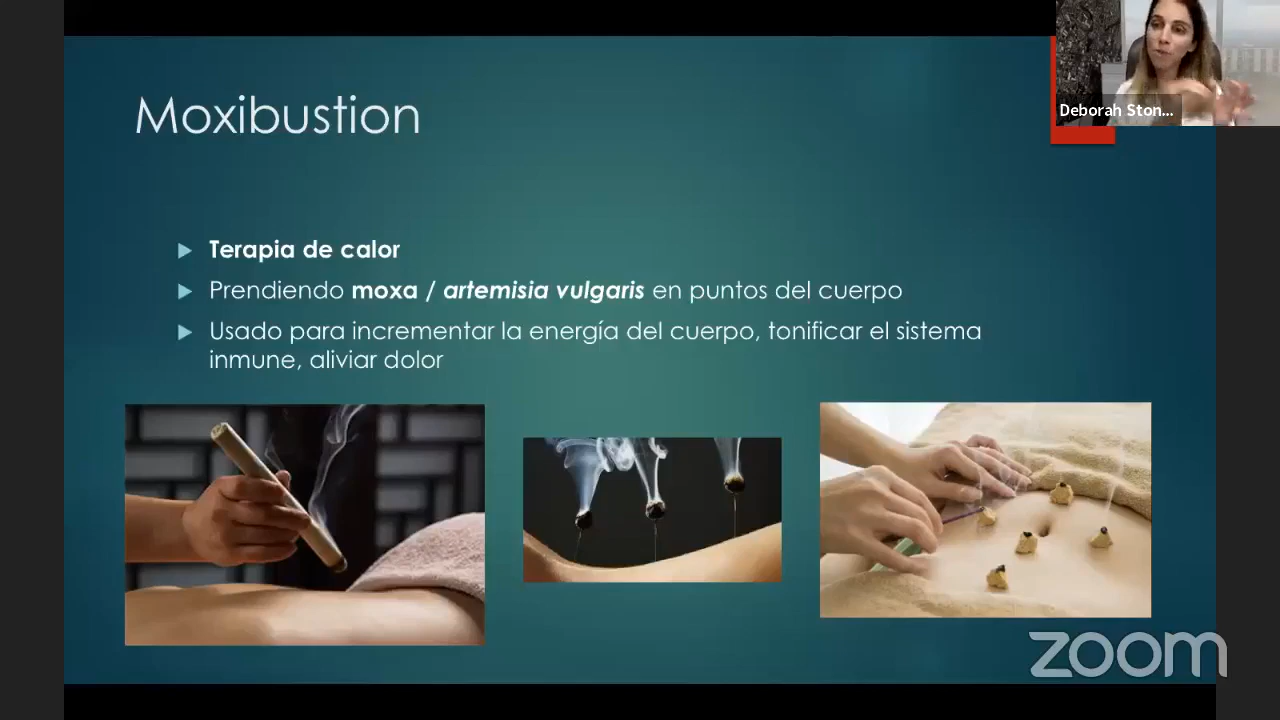 Moxibustion
Deborah Ston...
Terapia de calor
Prendiendo moxa / artemisia vulgaris en puntos del cuerpo
Usado para incrementar la energía del cuerpo, tonificar el sistema
inmune, aliviar dolor
zoom